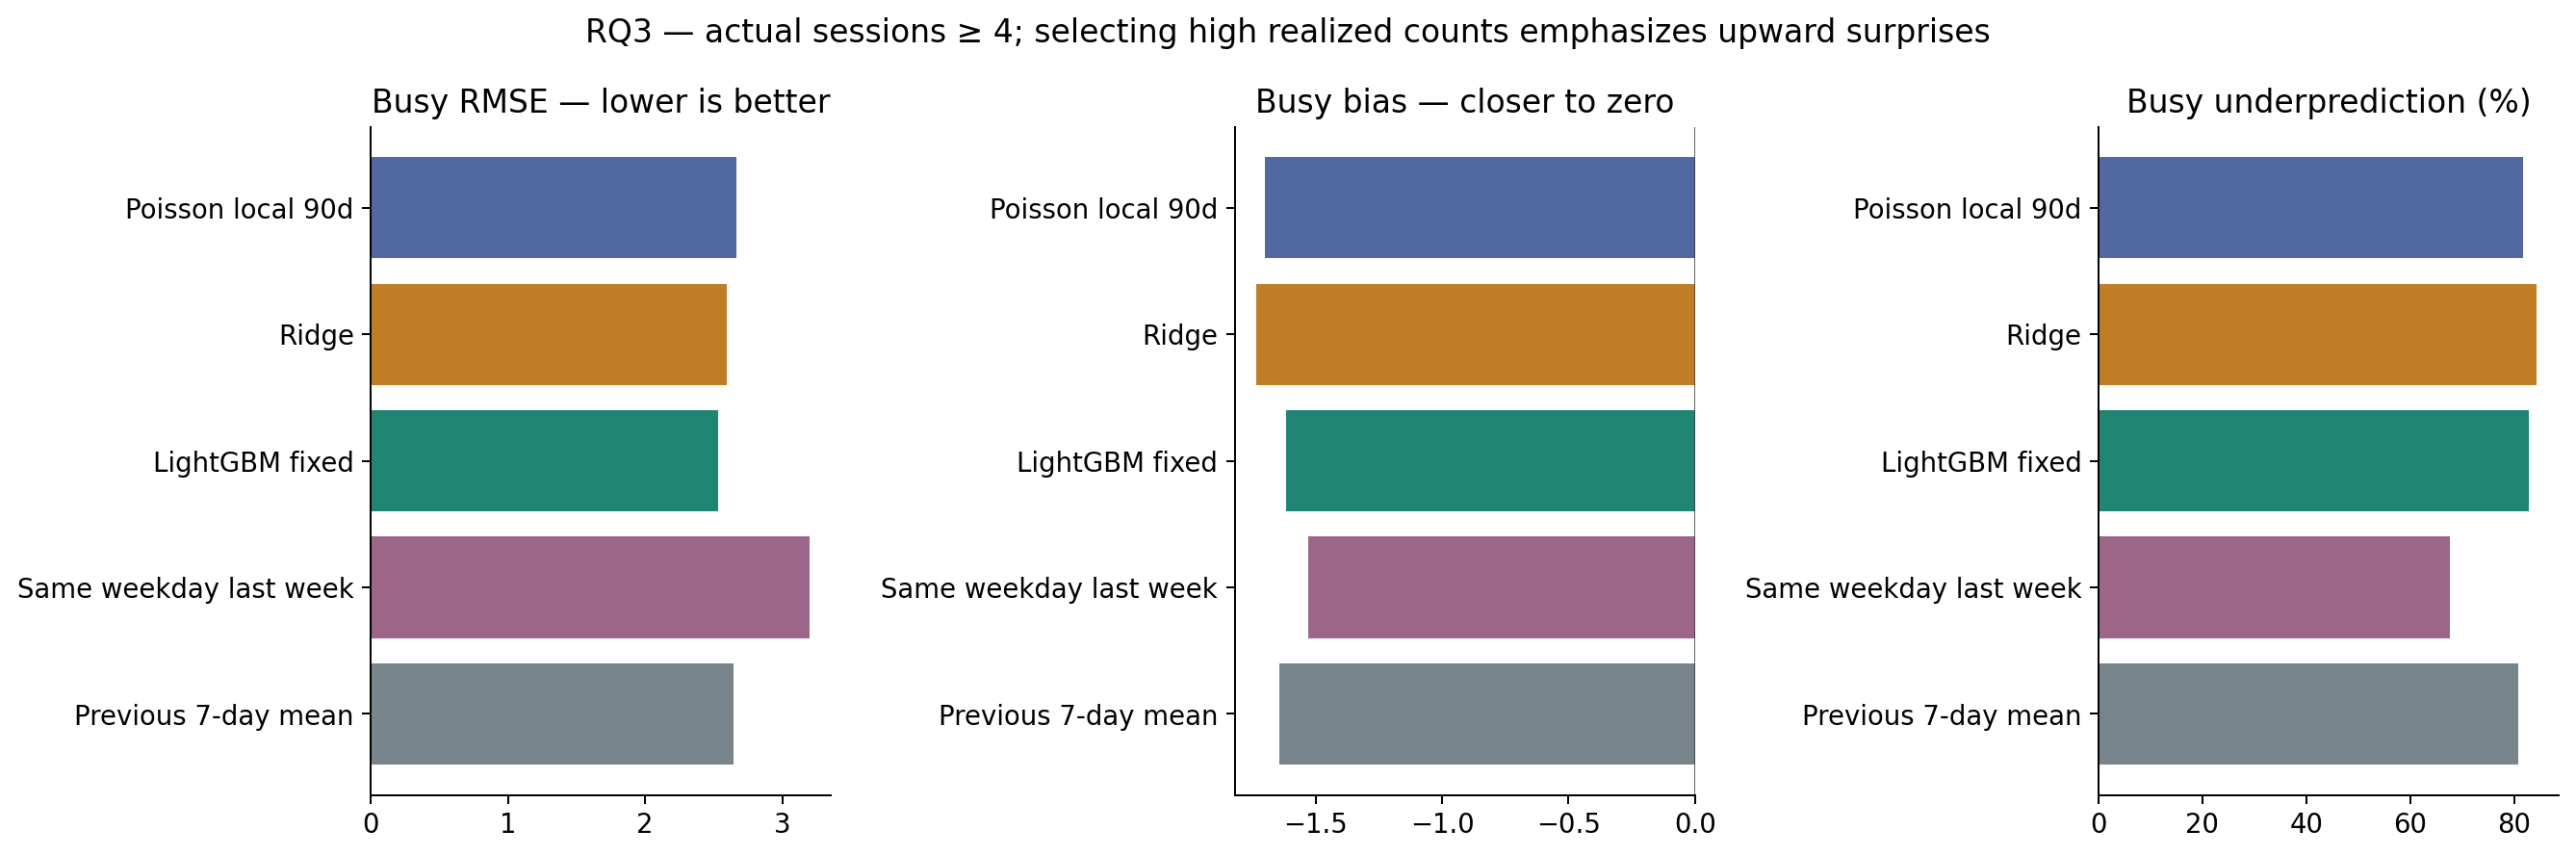 RQ3 — actual sessions ≥ 4; selecting high realized counts emphasizes upward surprises
Busy RMSE — lower is better
Poisson local 90d
Ridge
LightGBM fixed
Same weekday last week
Previous 7-day mean
0 1 2 3
Busy bias — closer to zero
Poisson local 90d
Ridge
LightGBM fixed
Same weekday last week
Previous 7-day mean
−1.5 −1.0 −0.5 0.0
Busy underprediction (%)
Poisson local 90d
Ridge
LightGBM fixed
Same weekday last week
Previous 7-day mean
0 20 40 60 80